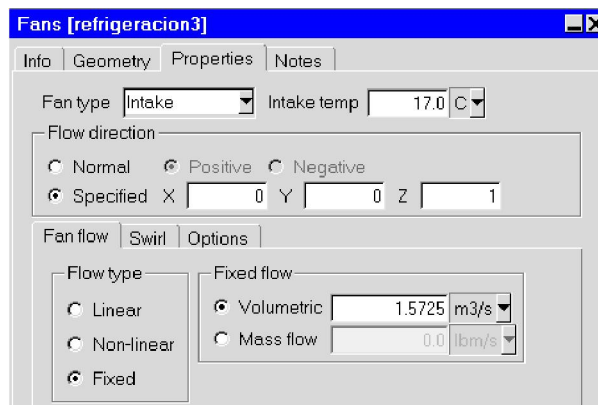 Fans [refrigeracion3]
Info Geometry Properties Notes
Fan type Intake Intake temp 17.0 C
Flow direction
Normal Positive Negative
Specified X 0 Y 0 Z 1
Fan flow Swirl Options
Flow type Fixed flow
Linear Volumetric 1.5725 m3/s
Non-linear Mass flow 0.0 lbm/s
Fixed